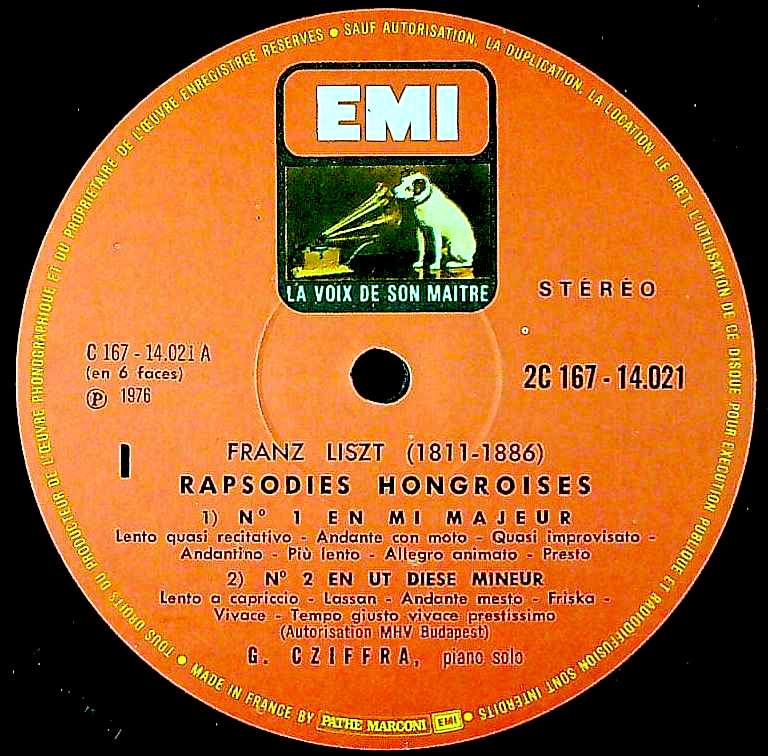 TOUS DROITS DU PRODUCTEUR DE L'ŒUVRE PHONOGRAPHIQUE ET DU PROPRIETAIRE DE L'ŒUVRE ENREGISTREE RESERVES • SAUF AUTORISATION, LA DUPLICATION, LA LOCATION, LE PRET, L'UTILISATION DE CE DISQUE POUR EXECUTION PUBLIQUE ET RADIODIFFUSION SONT INTERDITS •
EMI
LA VOIX DE SON MAITRE
STÉRÉO
C 167 - 14.021 A
(en 6 faces)
℗ 1976
2C 167 - 14.021
I
FRANZ LISZT (1811-1886)
RAPSODIES HONGROISES
1) Nº 1 EN MI MAJEUR
Lento quasi recitativo - Andante con moto - Quasi improvisato -
Andantino - Più lento - Allegro animato - Presto
2) Nº 2 EN UT DIESE MINEUR
Lento a capriccio - Lassan - Andante mesto - Friska -
Vivace - Tempo giusto vivace prestissimo
(Autorisation MHV Budapest)
G. CZIFFRA, piano solo
• MADE IN FRANCE BY PATHE MARCONI EMI •